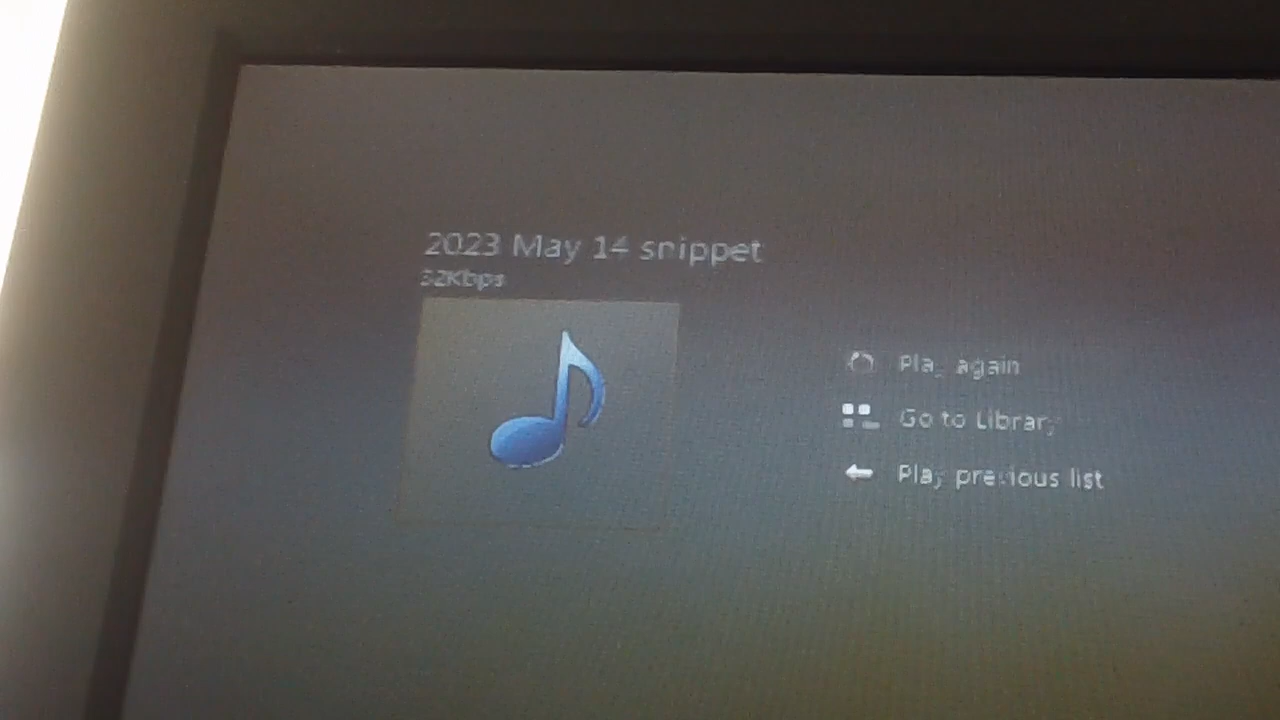 2023 May 14 snippet
32Kbps
Play again
Go to Library
Play previous list